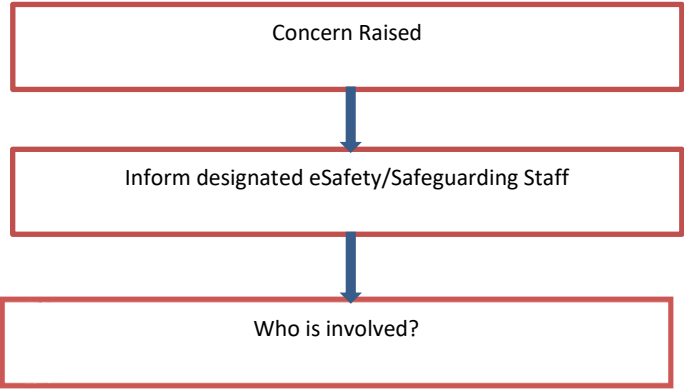 Concern Raised
Inform designated eSafety/Safeguarding Staff
Who is involved?